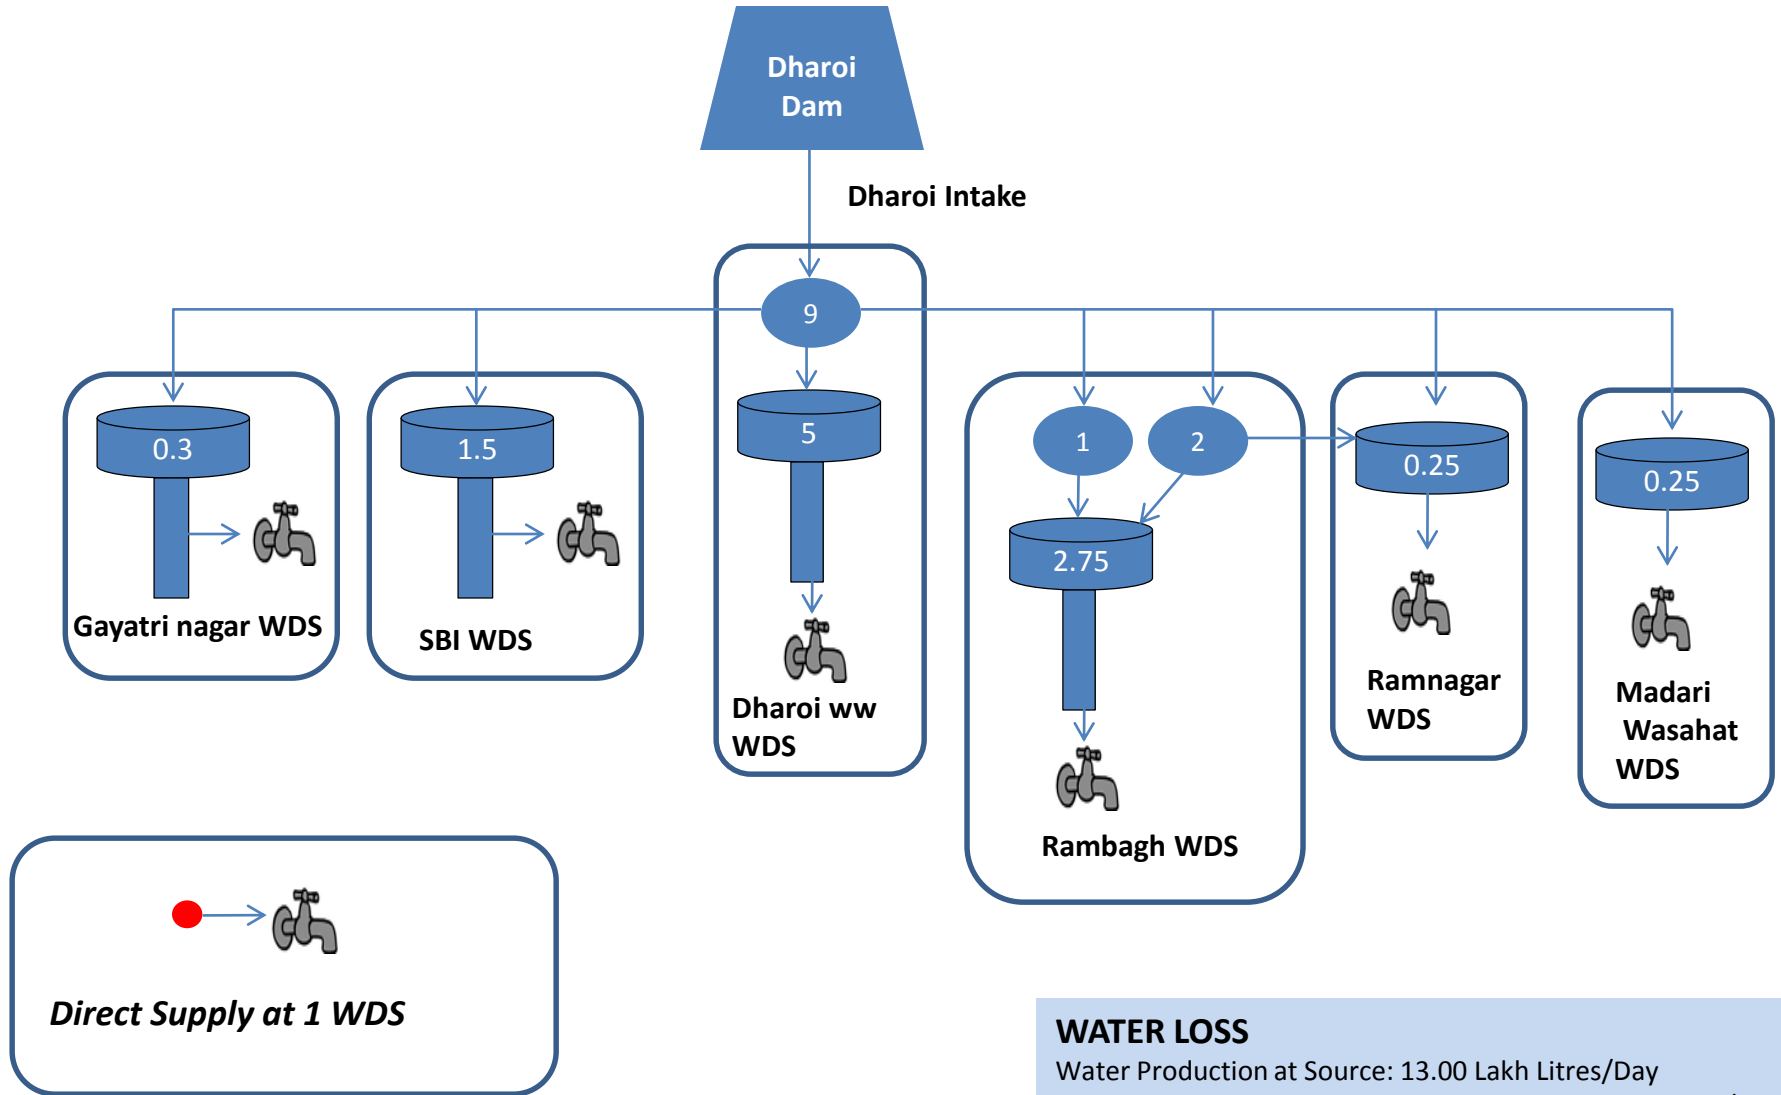 Dharoi
Dam
Dharoi Intake
9
0.3
1.5
5
1
2
0.25
0.25
2.75
Gayatri nagar WDS
SBI WDS
Dharoi ww
WDS
Ramnagar
WDS
Madari
Wasahat
WDS
Rambagh WDS
Direct Supply at 1 WDS
WATER LOSS
Water Production at Source: 13.00 Lakh Litres/Day